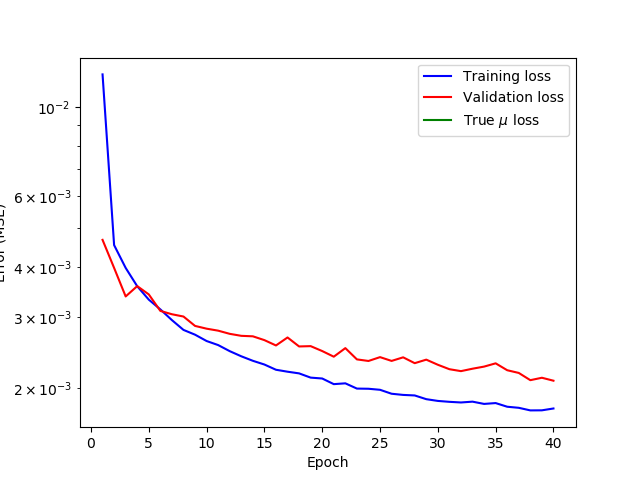 Training loss
Validation loss
True μ loss
10⁻²
6 × 10⁻³
4 × 10⁻³
3 × 10⁻³
2 × 10⁻³
Error (MSE)
0 5 10 15 20 25 30 35 40
Epoch